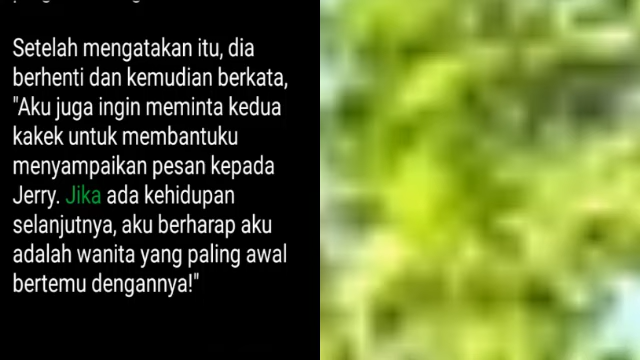 Setelah mengatakan itu, dia
berhenti dan kemudian berkata,
"Aku juga ingin meminta kedua
kakek untuk membantuku
menyampaikan pesan kepada
Jerry. Jika ada kehidupan
selanjutnya, aku berharap aku
adalah wanita yang paling awal
bertemu dengannya!"